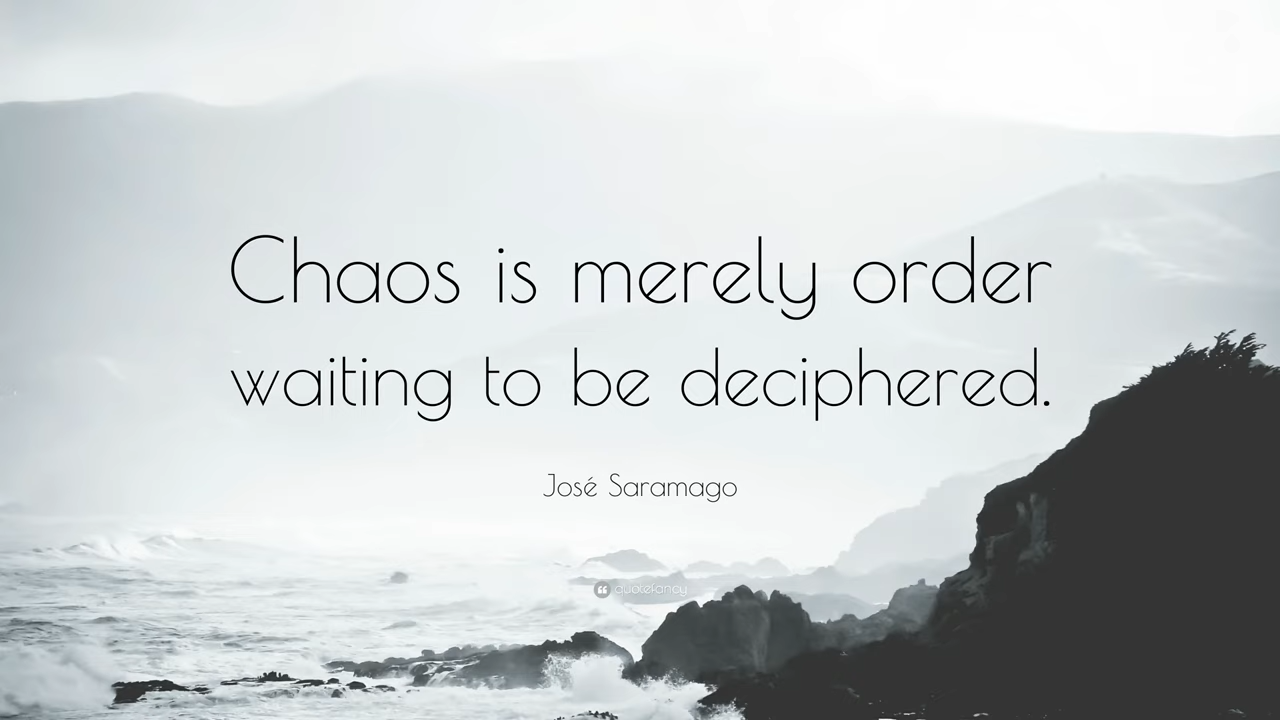 Chaos is merely order
waiting to be deciphered.
José Saramago
quotefancy